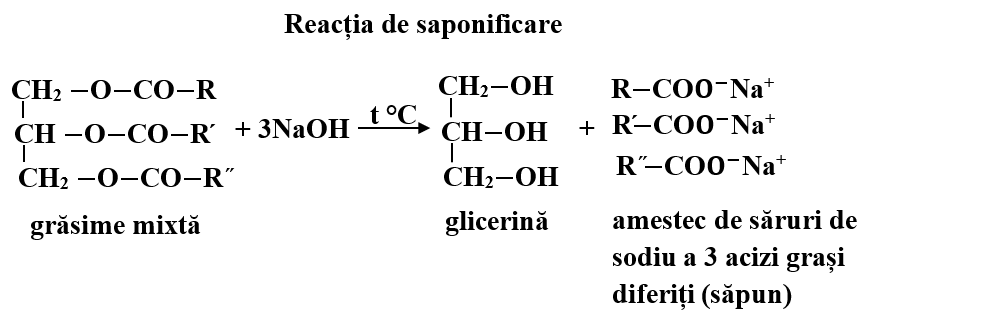 Reacția de saponificare
CH₂ –O–CO–R
CH –O–CO–R´
CH₂ –O–CO–R˝
+ 3NaOH
t °C
CH₂–OH
CH–OH
CH₂–OH
+
R–COO⁻Na⁺
R´–COO⁻Na⁺
R˝–COO⁻Na⁺
grăsime mixtă
glicerină
amestec de săruri de
sodiu a 3 acizi grași
diferiți (săpun)